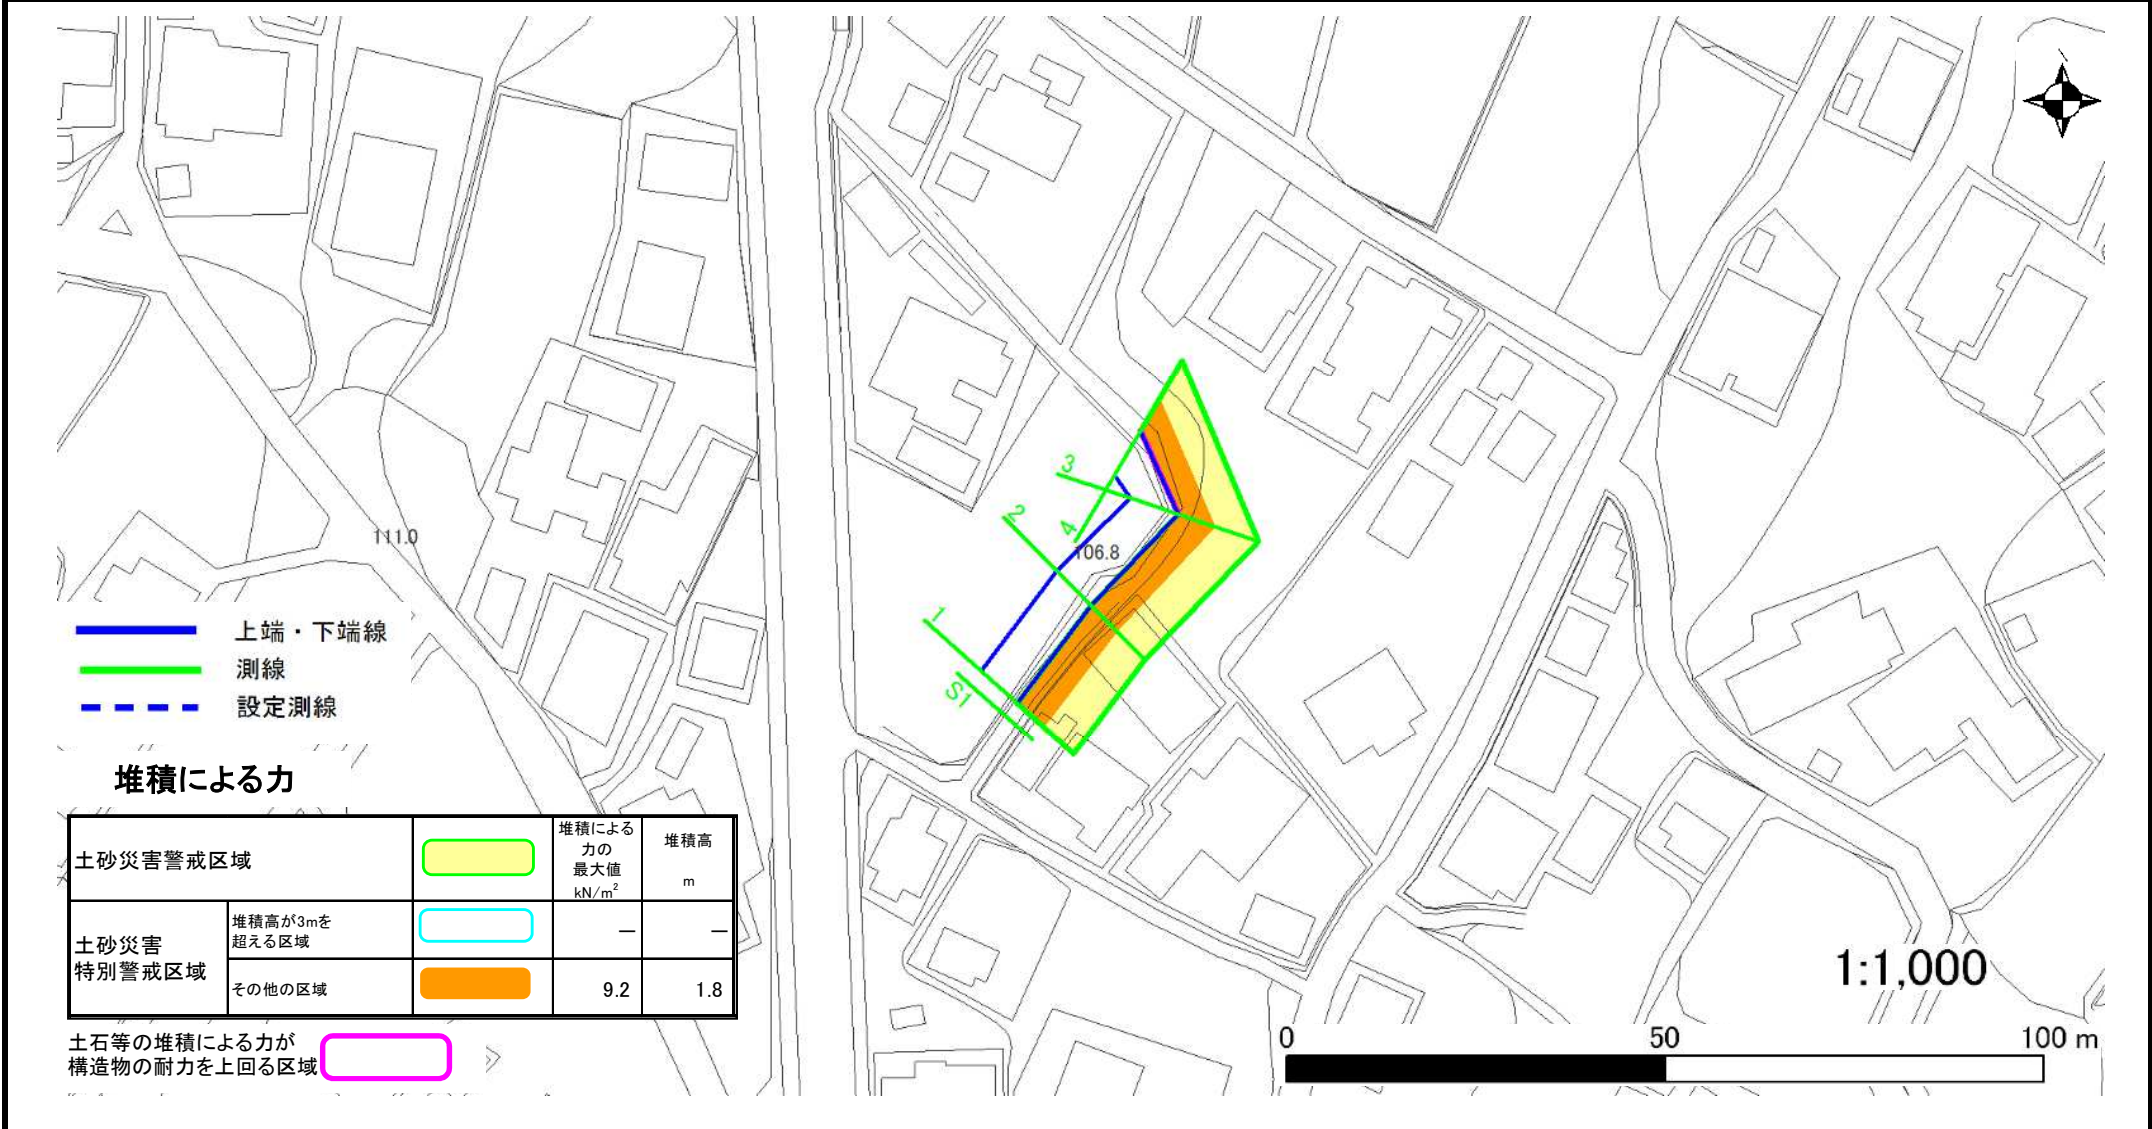 3
2
4
111.0
106.8
1
S1
上端・下端線
測線
設定測線
堆積による力
土砂災害警戒区域
堆積による
力の
最大値
kN/m²
堆積高
m
土砂災害
特別警戒区域
堆積高が3mを
超える区域
－
－
その他の区域
9.2
1.8
土石等の堆積による力が
構造物の耐力を上回る区域
1:1,000
0
50
100 m